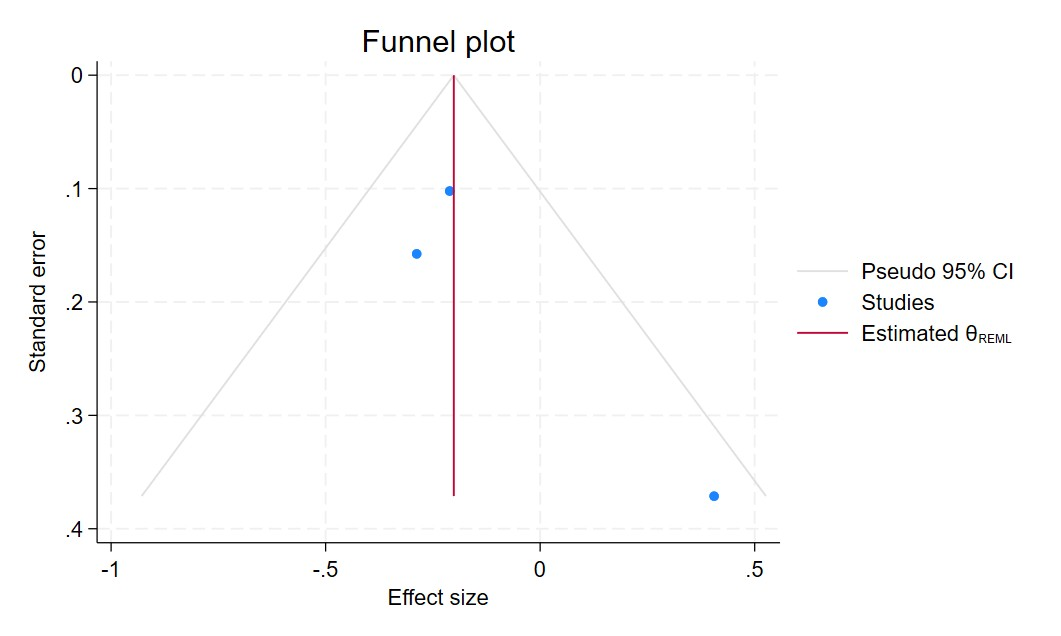 Funnel plot
0
.1
.2
.3
.4
Standard error
-1
-.5
0
.5
Effect size
Pseudo 95% CI
Studies
Estimated θREML